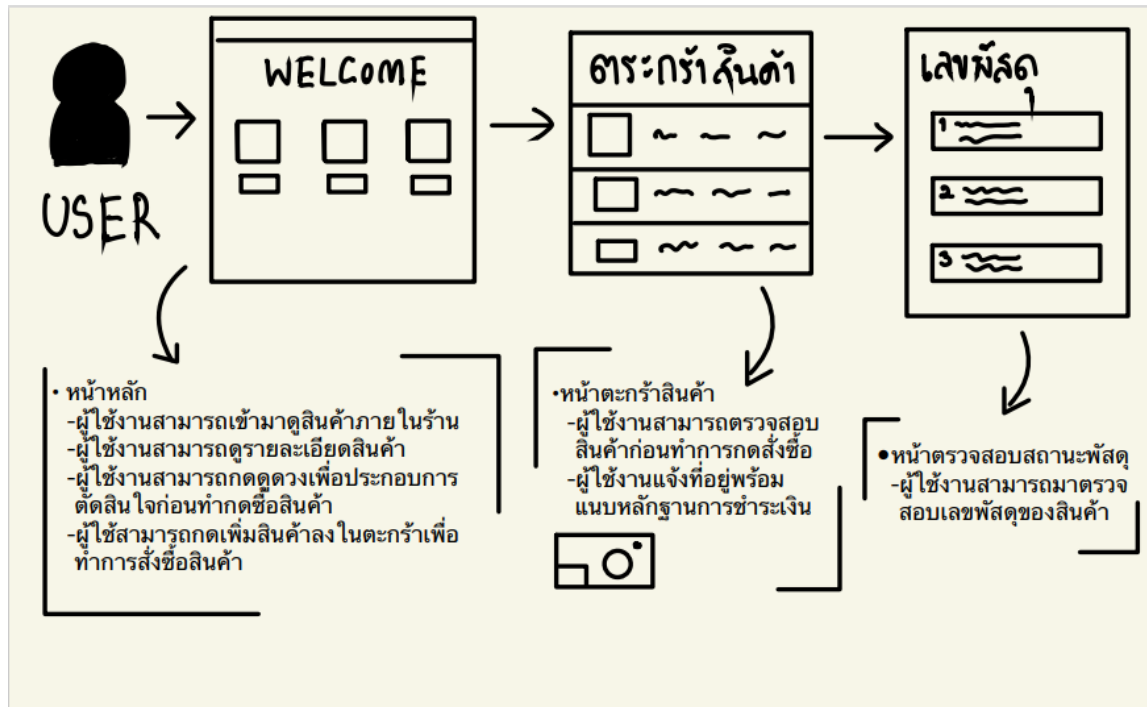 USER
WELCOME
ตระกร้าสินค้า
เลขพัสดุ
1
2
3
• หน้าหลัก
-ผู้ใช้งานสามารถเข้ามาดูสินค้าภายในร้าน
-ผู้ใช้งานสามารถดูรายละเอียดสินค้า
-ผู้ใช้งานสามารถกดดูดวงเพื่อประกอบการ
ตัดสินใจก่อนทำกดซื้อสินค้า
-ผู้ใช้สามารถกดเพิ่มสินค้าลงในตะกร้าเพื่อ
ทำการสั่งซื้อสินค้า
•หน้าตะกร้าสินค้า
-ผู้ใช้งานสามารถตรวจสอบ
สินค้าก่อนทำการกดสั่งซื้อ
-ผู้ใช้งานแจ้งที่อยู่พร้อม
แนบหลักฐานการชำระเงิน
•หน้าตรวจสอบสถานะพัสดุ
-ผู้ใช้งานสามารถมาตรวจ
สอบเลขพัสดุของสินค้า